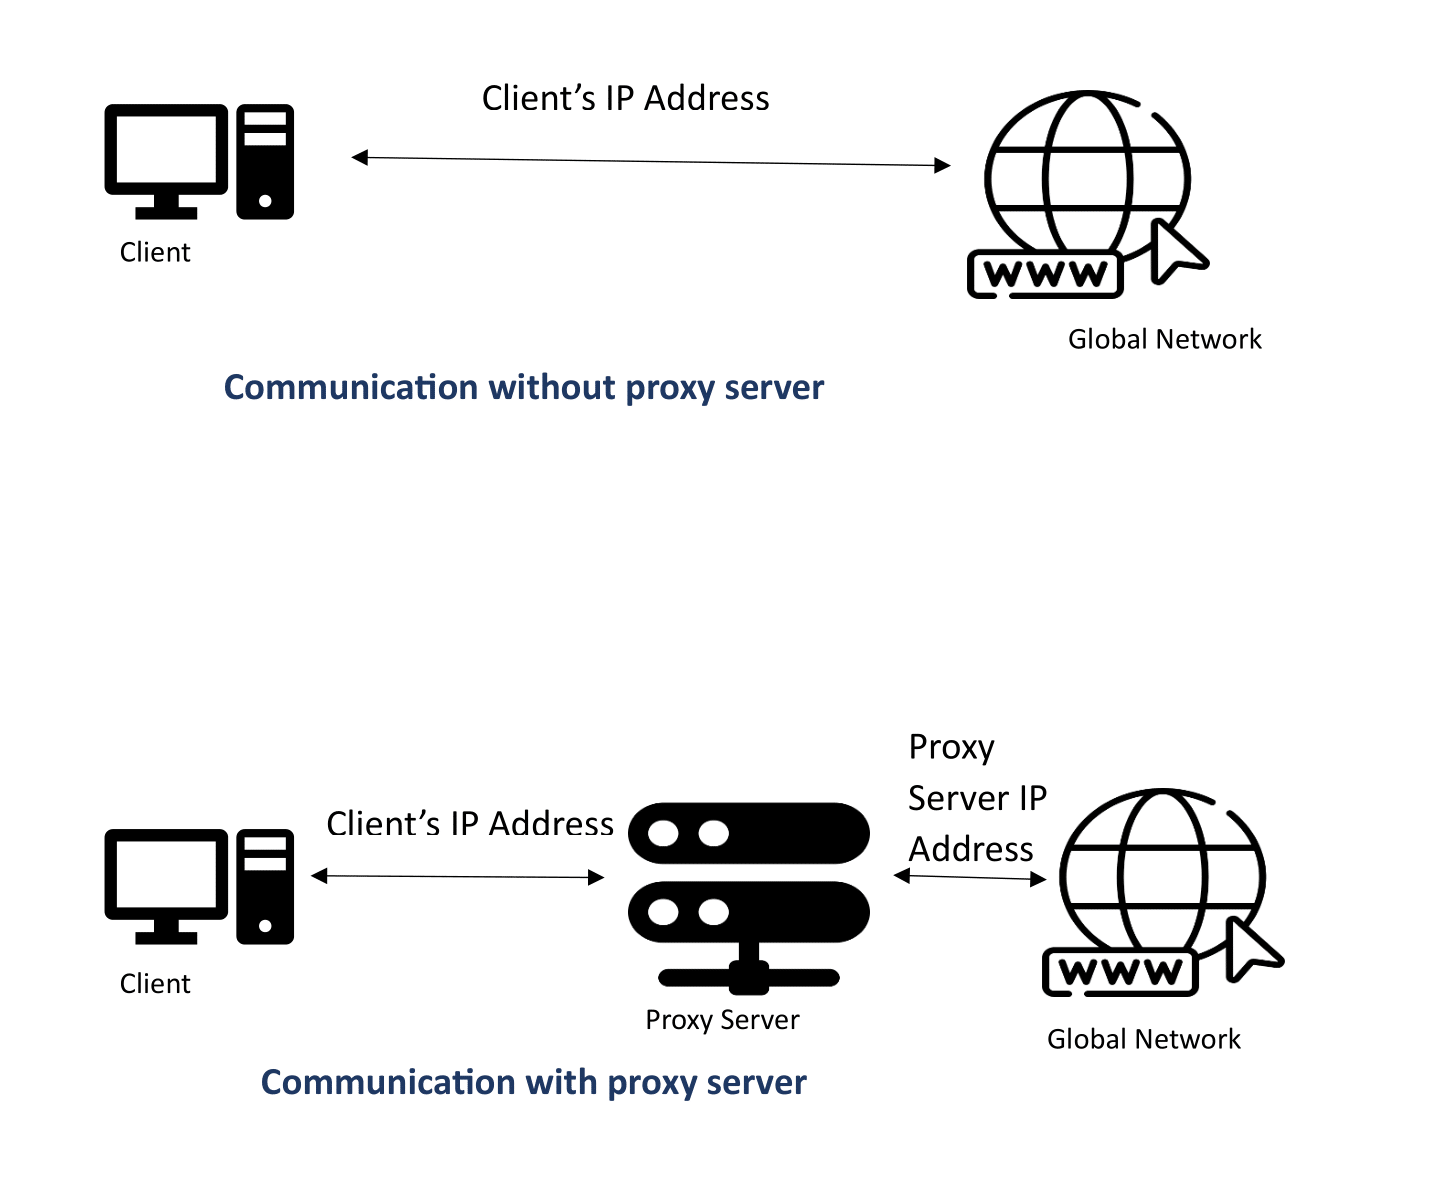 Client's IP Address
Client
WWW
Global Network
Communication without proxy server
Proxy
Server IP
Address
Client's IP Address
Client
WWW
Proxy Server
Global Network
Communication with proxy server